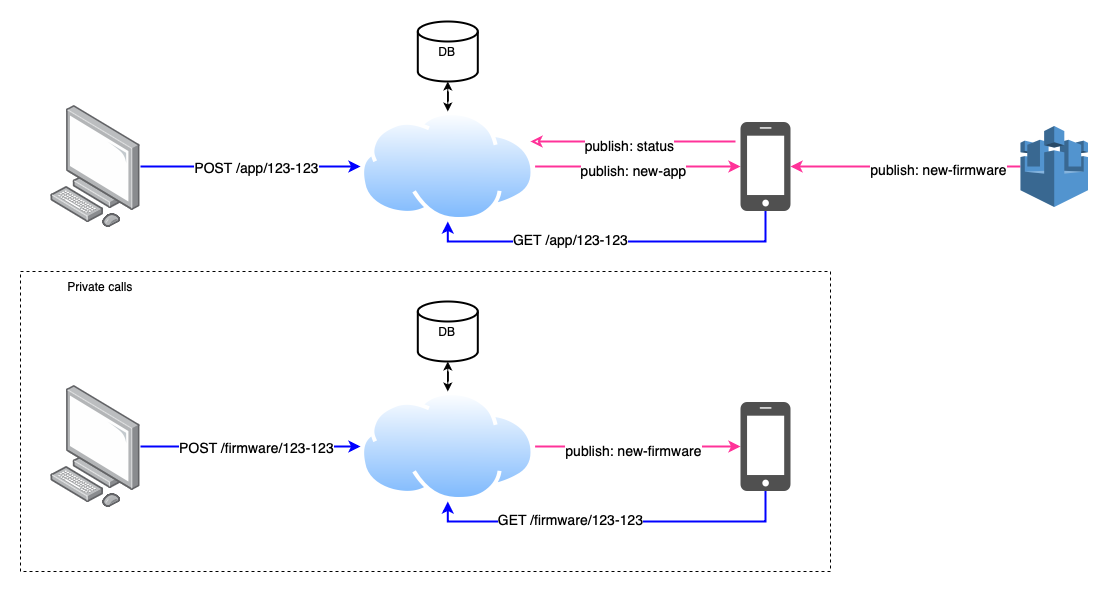 DB
publish: status
POST /app/123-123
publish: new-app
publish: new-firmware
GET /app/123-123
Private calls
DB
POST /firmware/123-123
publish: new-firmware
GET /firmware/123-123